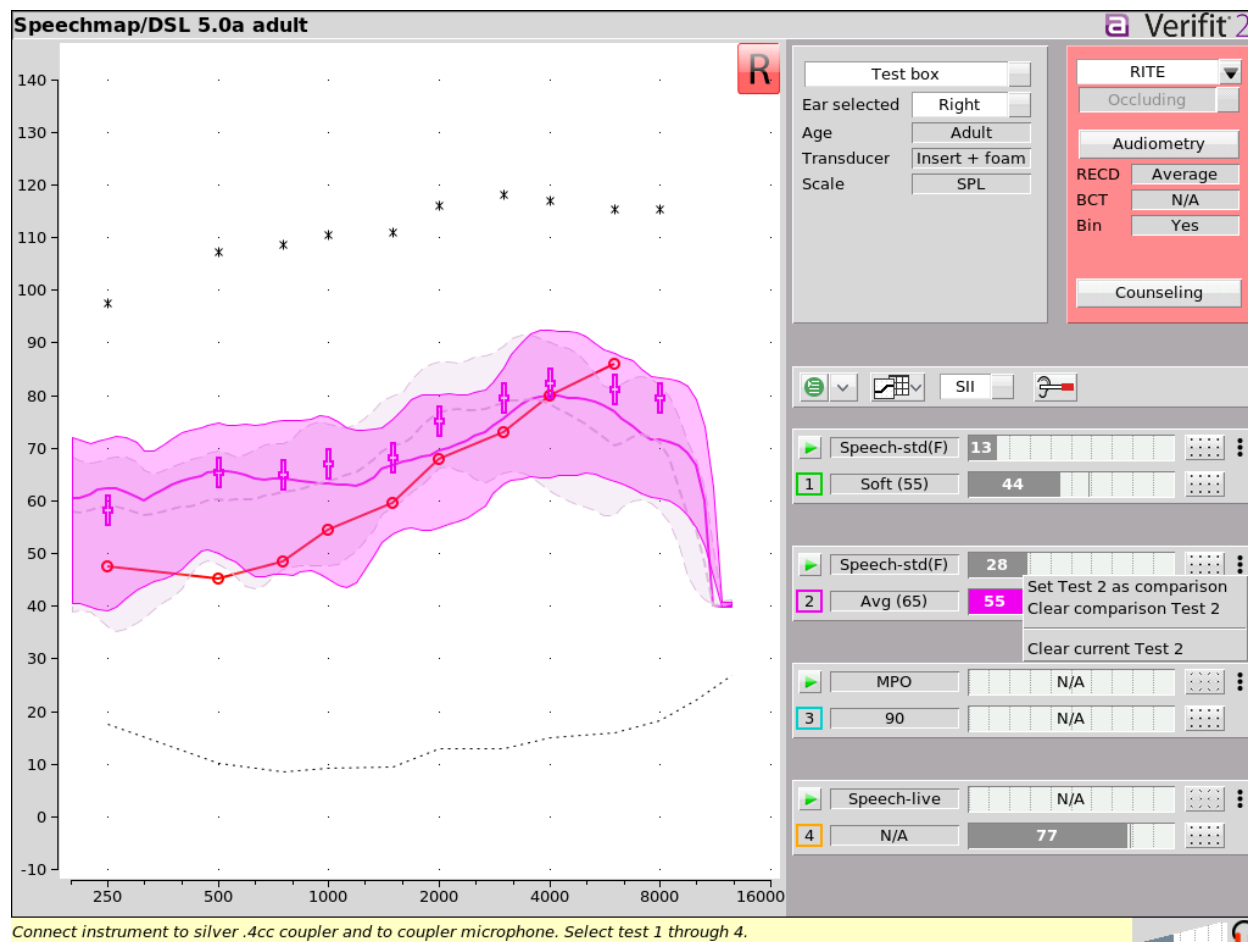 Speechmap/DSL 5.0a adult
a Verifit 2
R
140
130
120
110
100
90
80
70
60
50
40
30
20
10
0
-10
250 500 1000 2000 4000 8000 16000
Test box
Ear selected Right
Age Adult
Transducer Insert + foam
Scale SPL
RITE
Occluding
Audiometry
RECD Average
BCT N/A
Bin Yes
Counseling
SII
Speech-std(F) 13
1 Soft (55) 44
Speech-std(F) 28
2 Avg (65) 55
Set Test 2 as comparison
Clear comparison Test 2
Clear current Test 2
MPO N/A
3 90 N/A
Speech-live N/A
4 N/A 77
Connect instrument to silver .4cc coupler and to coupler microphone. Select test 1 through 4.